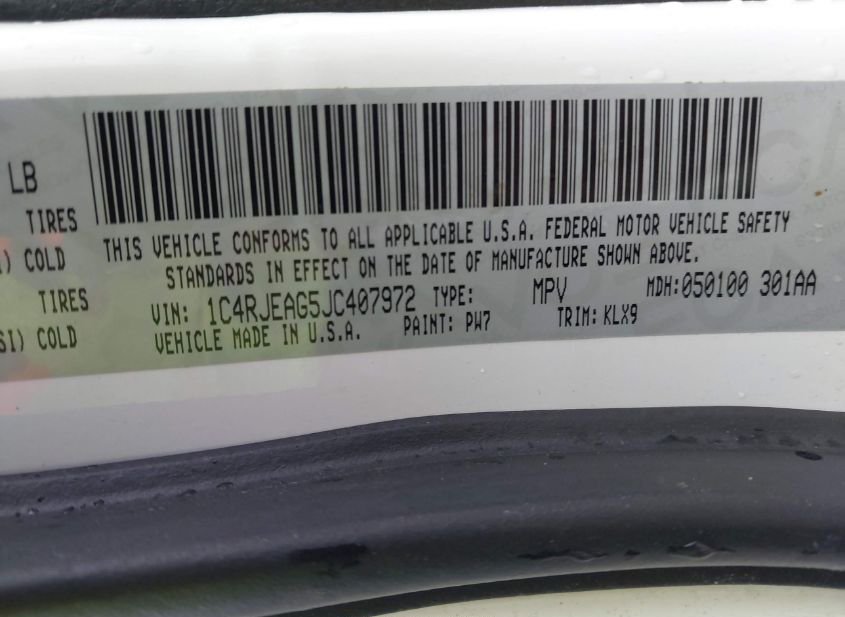 LB
TIRES
THIS VEHICLE CONFORMS TO ALL APPLICABLE U.S.A. FEDERAL MOTOR VEHICLE SAFETY
) COLD
STANDARDS IN EFFECT ON THE DATE OF MANUFACTURE SHOWN ABOVE.
TIRES
VIN: 1C4RJEAG5JC407972 TYPE: MPV MDH:050100 301AA
SI) COLD
VEHICLE MADE IN U.S.A. PAINT: PW7 TRIM: KLX9